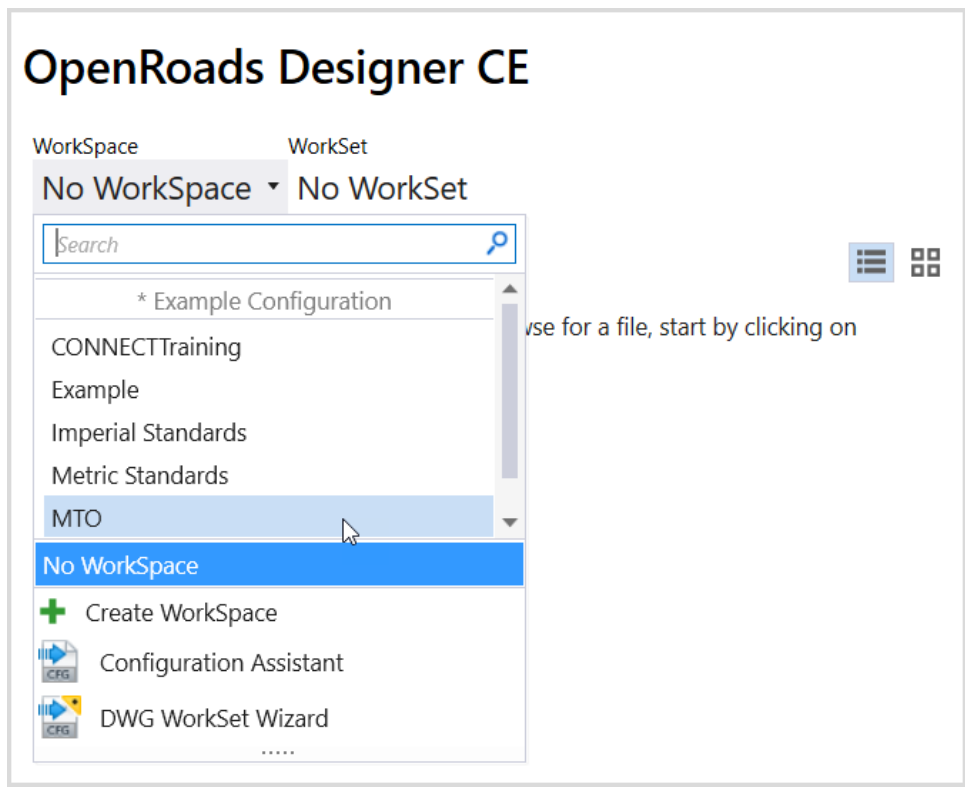 OpenRoads Designer CE
WorkSpace WorkSet
No WorkSpace No WorkSet
Search
* Example Configuration
wse for a file, start by clicking on
CONNECTTraining
Example
Imperial Standards
Metric Standards
MTO
No WorkSpace
Create WorkSpace
CFG Configuration Assistant
CFG DWG WorkSet Wizard
.....